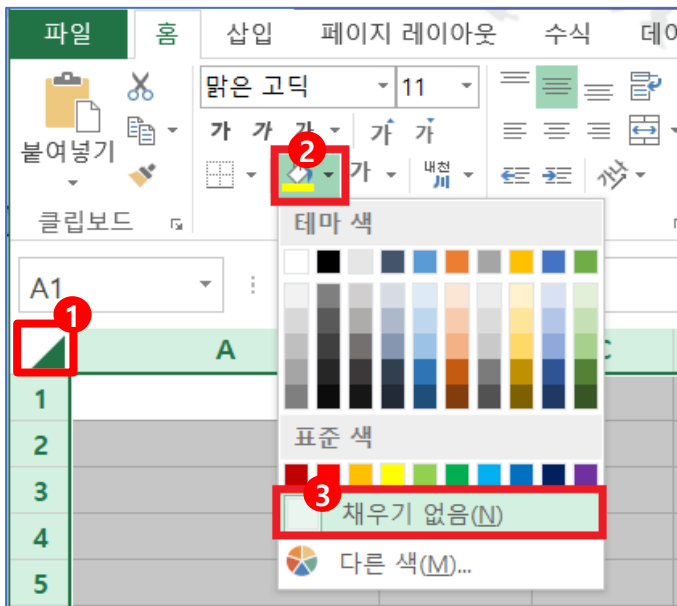 파일 홈 삽입 페이지 레이아웃 수식 데이
맑은 고딕 11
가 가 가 가 가
붙여넣기
2
가 내천 川
클립보드
테마 색
A1
1
A C
1
2
표준 색
3
3
채우기 없음(N)
4
다른 색(M)...
5